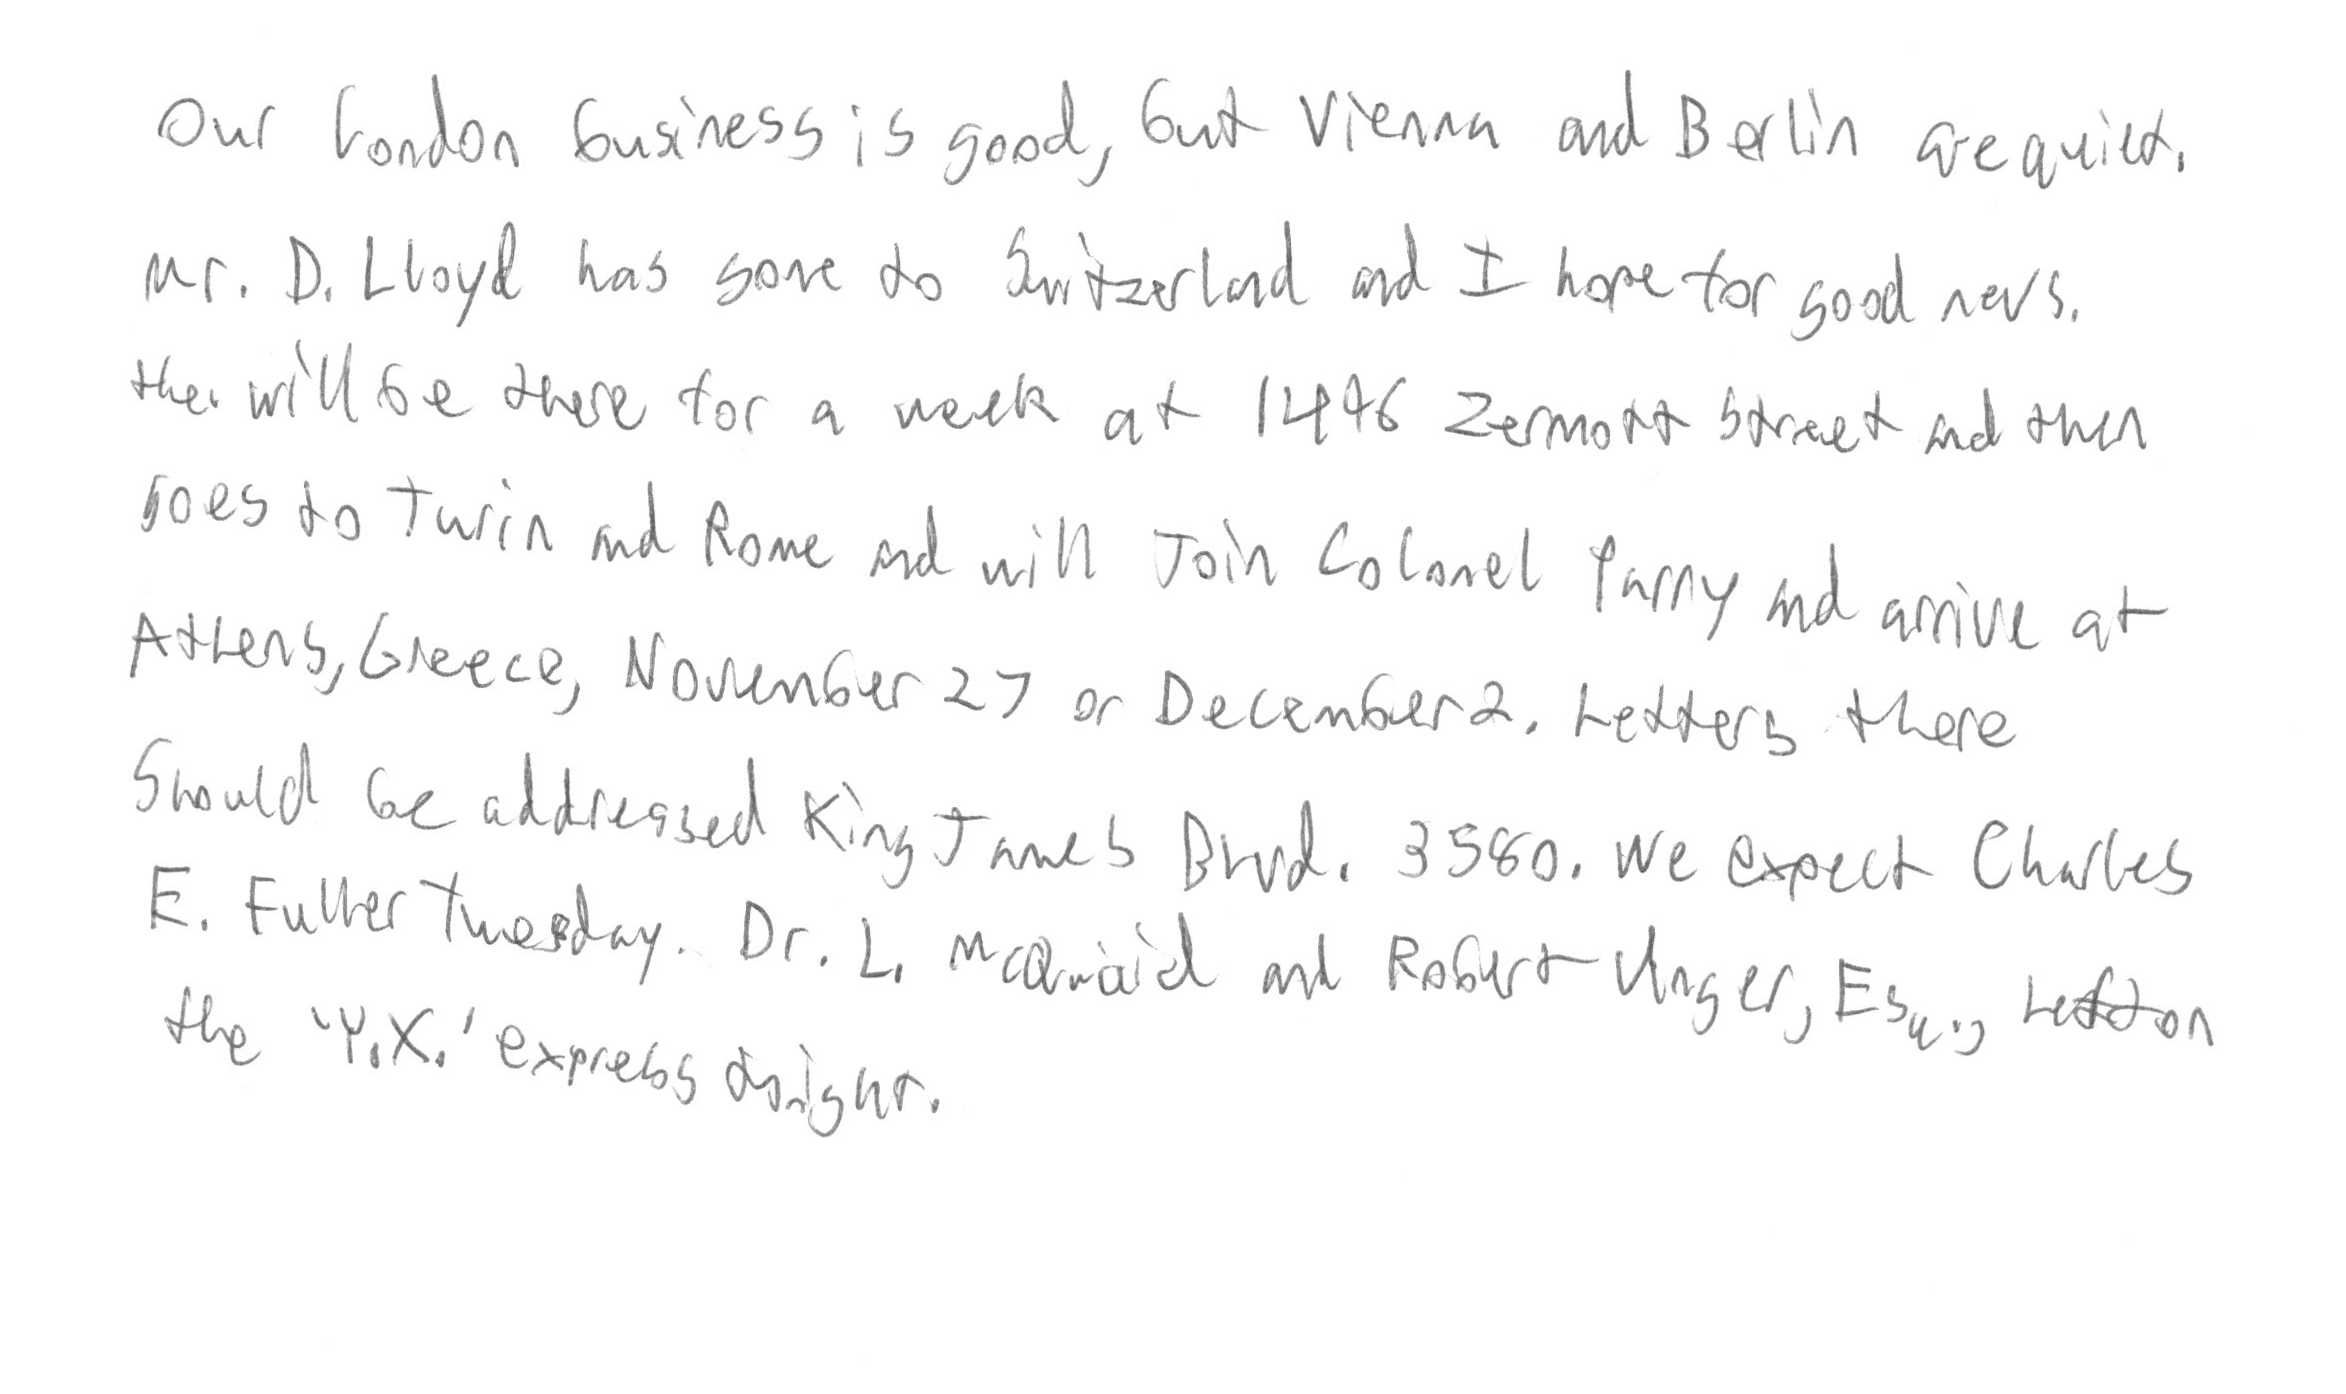 Our London business is good, but Vienna and Berlin are quiet.
Mr. D. Lloyd has gone to Switzerland and I hope for good news.
ther will be there for a week at 1496 Zermott Street and then
goes to Turin and Rome and will Join Colonel Parry and arrive at
Athens, Greece, November 27 or December 2. Letters there
Should be addressed King James Blvd. 3580. We expect Charles
E. Fuller Tuesday. Dr. L. McQuaid and Robert Unger, Esq., Left on
the 'Y.X.' express tonight.